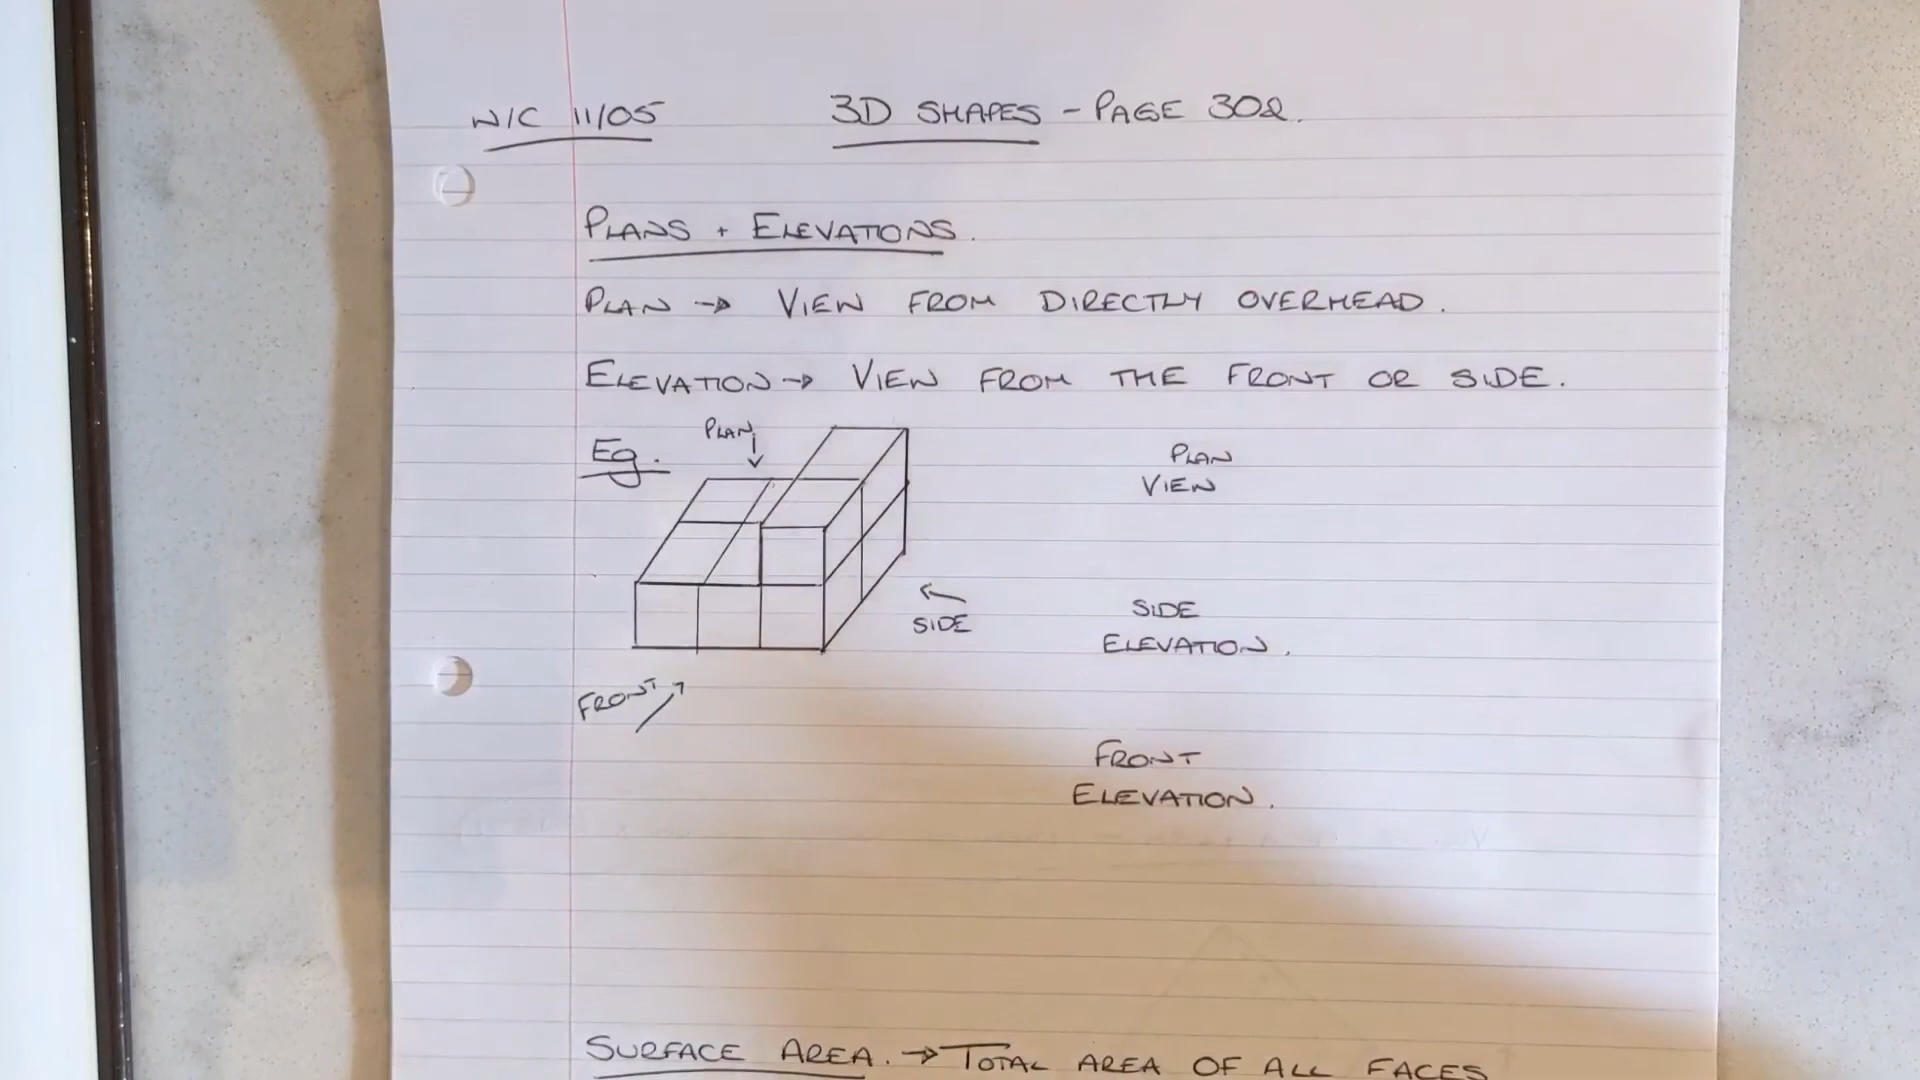 W/C 11/05 3D SHAPES - PAGE 302.
PLANS + ELEVATIONS.
PLAN → VIEW FROM DIRECTLY OVERHEAD.
ELEVATION → VIEW FROM THE FRONT OR SIDE.
Eg.
PLAN
PLAN
VIEW
SIDE
SIDE
ELEVATION.
FRONT
FRONT
ELEVATION.
SURFACE AREA. → TOTAL AREA OF ALL FACES